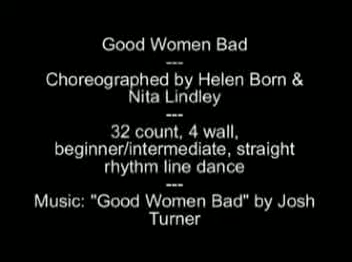 Good Women Bad
---
Choreographed by Helen Born &
Nita Lindley
---
32 count, 4 wall,
beginner/intermediate, straight
rhythm line dance
---
Music: "Good Women Bad" by Josh
Turner